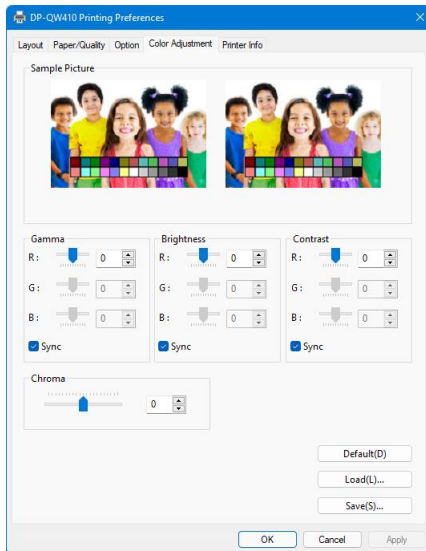 DP-QW410 Printing Preferences
Layout Paper/Quality Option Color Adjustment Printer Info
Sample Picture
Gamma Brightness Contrast
R: 0 R: 0 R: 0
G: 0 G: 0 G: 0
B: 0 B: 0 B: 0
Sync Sync Sync
Chroma
0
Default(D)
Load(L)...
Save(S)...
OK Cancel Apply